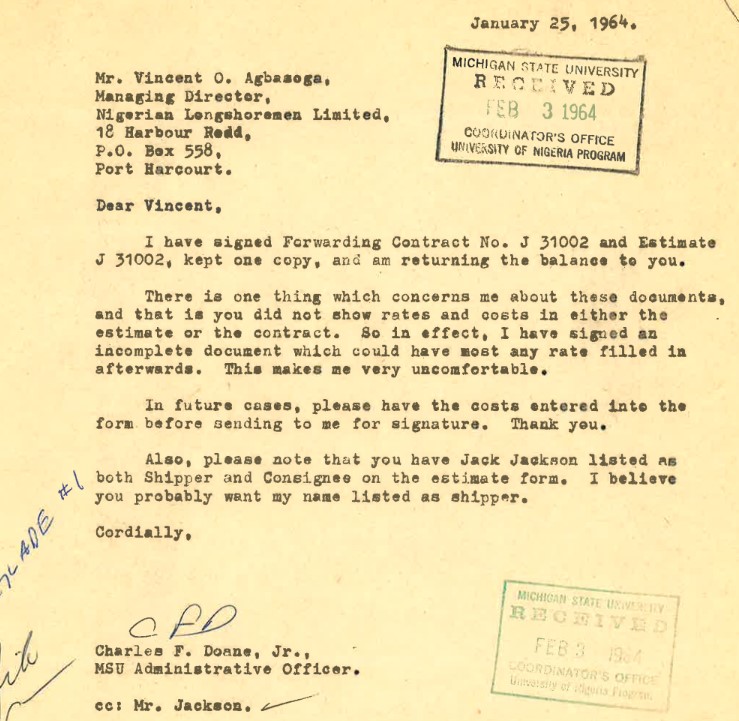 January 25, 1964.
MICHIGAN STATE UNIVERSITY
RECEIVED
FEB 3 1964
COORDINATOR'S OFFICE
UNIVERSITY OF NIGERIA PROGRAM
Mr. Vincent O. Agbasoga,
Managing Director,
Nigerian Longshoremen Limited,
18 Harbour Rodd,
P.O. Box 558,
Port Harcourt.
Dear Vincent,
I have signed Forwarding Contract No. J 31002 and Estimate
J 31002, kept one copy, and am returning the balance to you.
There is one thing which concerns me about these documents,
and that is you did not show rates and costs in either the
estimate or the contract. So in effect, I have signed an
incomplete document which could have most any rate filled in
afterwards. This makes me very uncomfortable.
In future cases, please have the costs entered into the
form before sending to me for signature. Thank you.
Also, please note that you have Jack Jackson listed as
both Shipper and Consignee on the estimate form. I believe
you probably want my name listed as shipper.
Cordially,
#1
CFD
Charles F. Doane, Jr.,
MSU Administrative Officer.
cc: Mr. Jackson.
MICHIGAN STATE UNIVERSITY
RECEIVED
FEB 3 1964
COORDINATOR'S OFFICE
University of Nigeria Program